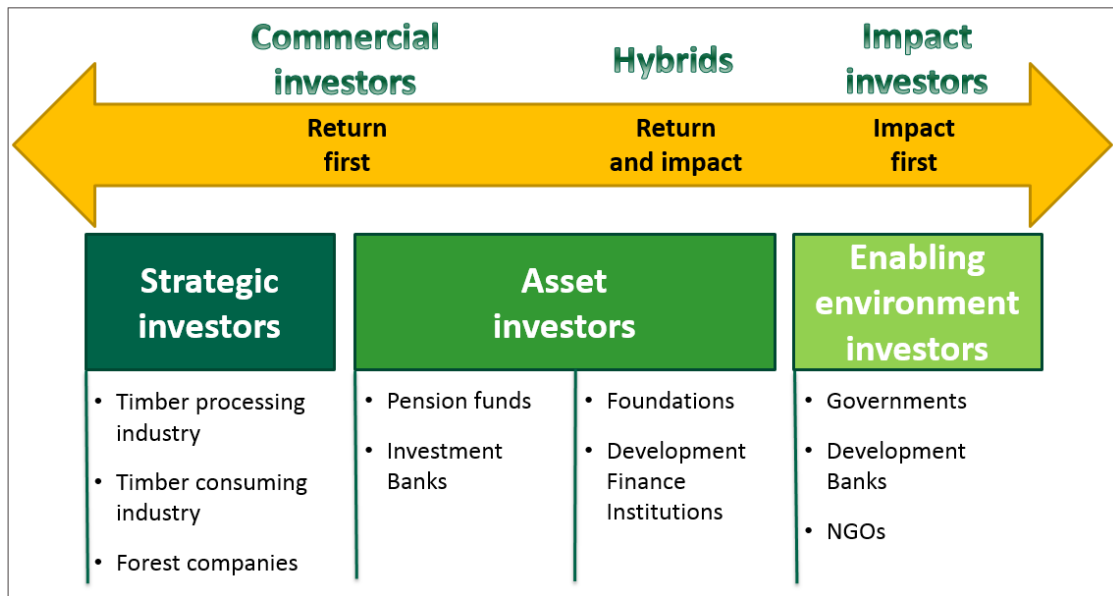 Commercial
investors
Hybrids
Impact
investors
Return
first
Return
and impact
Impact
first
Strategic
investors
Asset
investors
Enabling
environment
investors
• Timber processing
industry
• Timber consuming
industry
• Forest companies
• Pension funds
• Investment
Banks
• Foundations
• Development
Finance
Institutions
• Governments
• Development
Banks
• NGOs